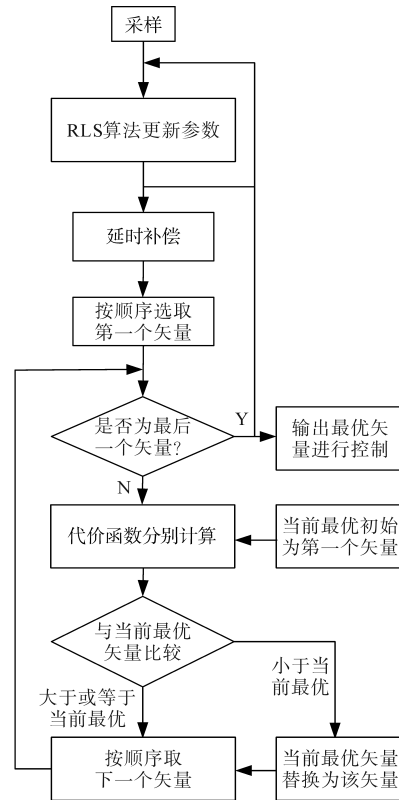 采样
RLS算法更新参数
延时补偿
按顺序选取
第一个矢量
是否为最后
一个矢量?
Y
输出最优矢
量进行控制
N
代价函数分别计算
当前最优初始
为第一个矢量
与当前最优
矢量比较
小于当
前最优
大于或等于
当前最优
按顺序取
下一个矢量
当前最优矢量
替换为该矢量